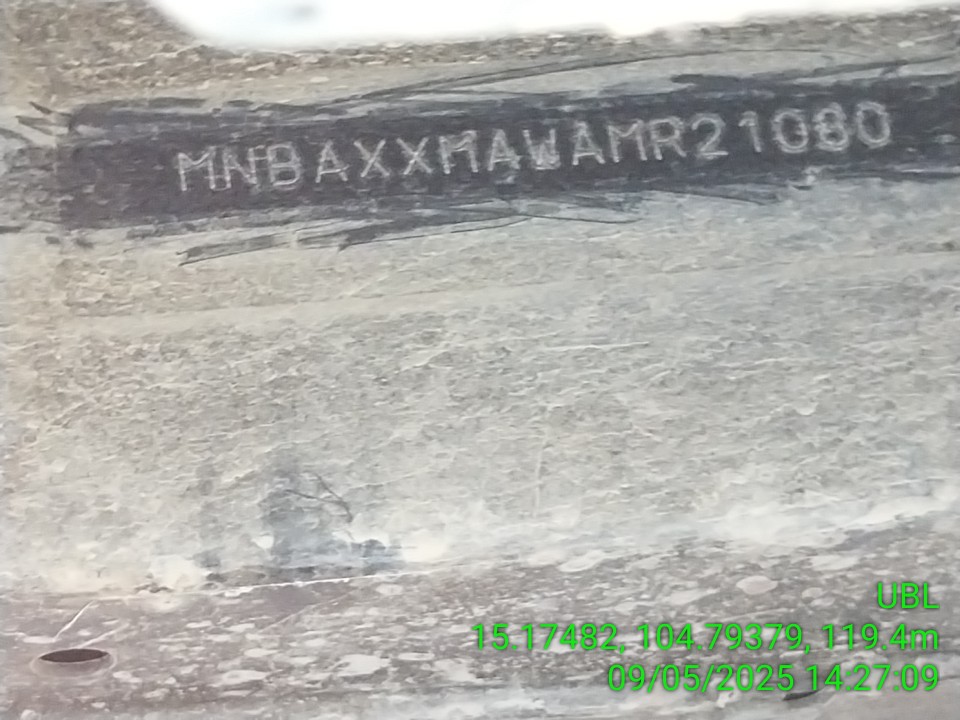 MNBAXXMAWAMR21080
UBL
15.17482, 104.79379, 119.4m
09/05/2025 14:27:09